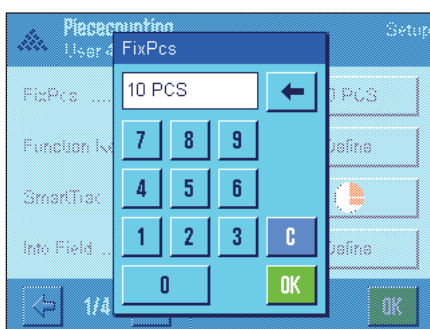 Piececounting
Setup
User 4
FixPcs
FixPcs ....
10 PCS
PCS
7 8 9
Function
Define
4 5 6
SmartTrac
1 2 3 C
Info Field ..
Define
0 OK
1/4
OK